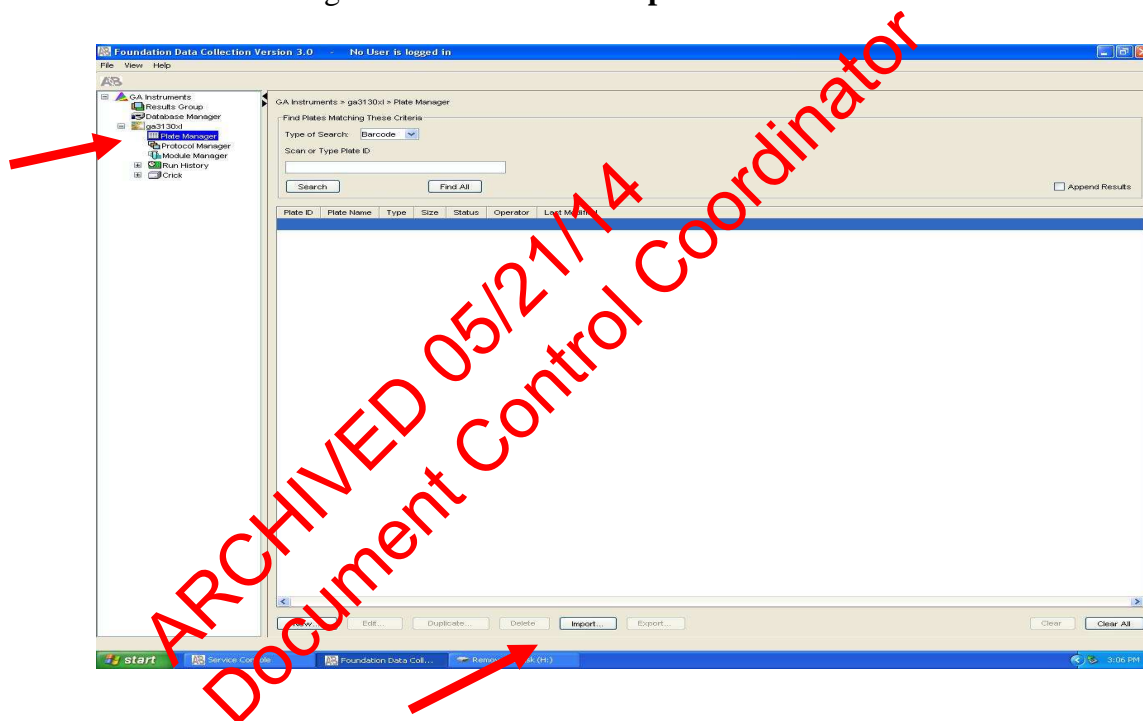 Foundation Data Collection Version 3.0 - No User is logged in
File View Help
AB
GA Instruments
Results Group
Database Manager
ga3130xl
Plate Manager
Protocol Manager
Module Manager
Run History
Crick
GA Instruments > ga3130xl > Plate Manager
Find Plates Matching These Criteria
Type of Search: Barcode
Scan or Type Plate ID
Search Find All Append Results
Plate ID Plate Name Type Size Status Operator Last Modified
Edit... Duplicate... Delete Import... Export... Clear Clear All
start Service Console Foundation Data Coll... (H:) 3:06 PM
ARCHIVED 05/21/14
Document Control Coordinator